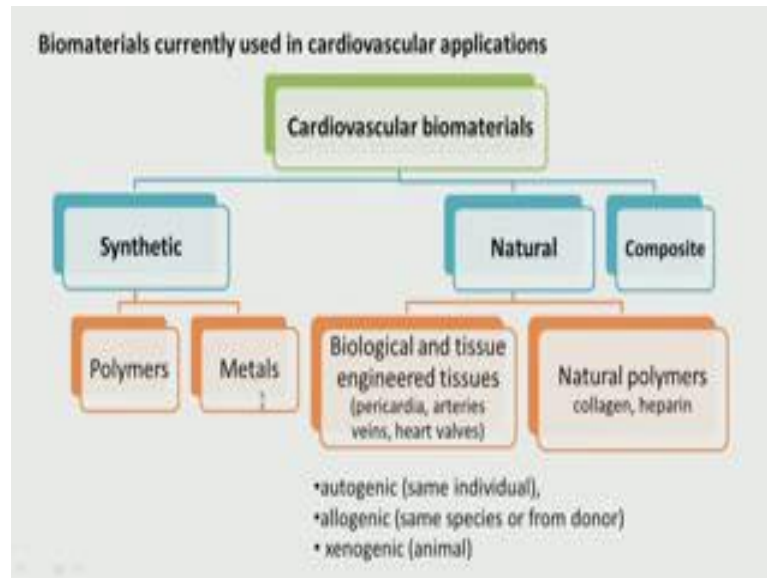 Biomaterials currently used in cardiovascular applications
Cardiovascular biomaterials
Synthetic
Natural
Composite
Polymers
Metals
Biological and tissue
engineered tissues
(pericardia, arteries
veins, heart valves)
Natural polymers
collagen, heparin
•autogenic (same individual),
•allogenic (same species or from donor)
• xenogenic (animal)